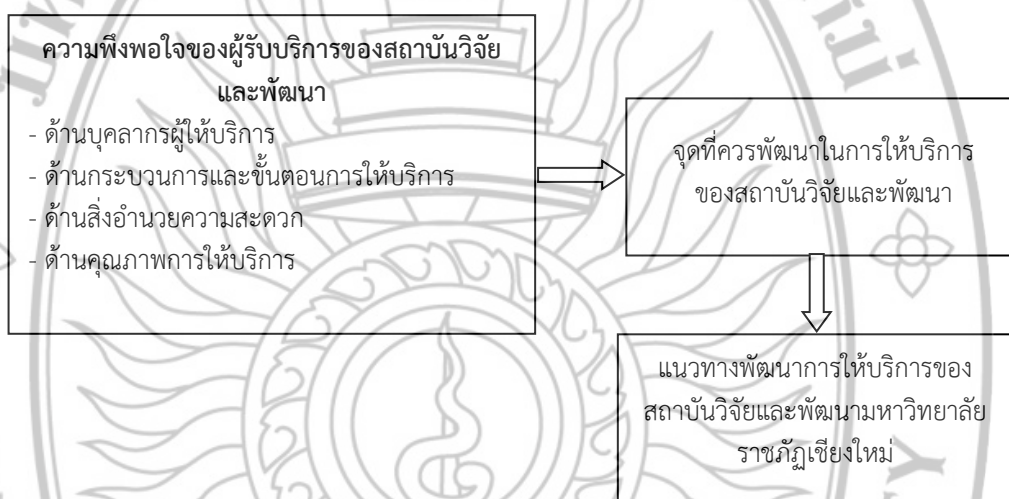 ความพึงพอใจของผู้รับบริการของสถาบันวิจัย
และพัฒนา
- ด้านบุคลากรผู้ให้บริการ
- ด้านกระบวนการและขั้นตอนการให้บริการ
- ด้านสิ่งอำนวยความสะดวก
- ด้านคุณภาพการให้บริการ
จุดที่ควรพัฒนาในการให้บริการ
ของสถาบันวิจัยและพัฒนา
แนวทางพัฒนาการให้บริการของ
สถาบันวิจัยและพัฒนามหาวิทยาลัย
ราชภัฏเชียงใหม่